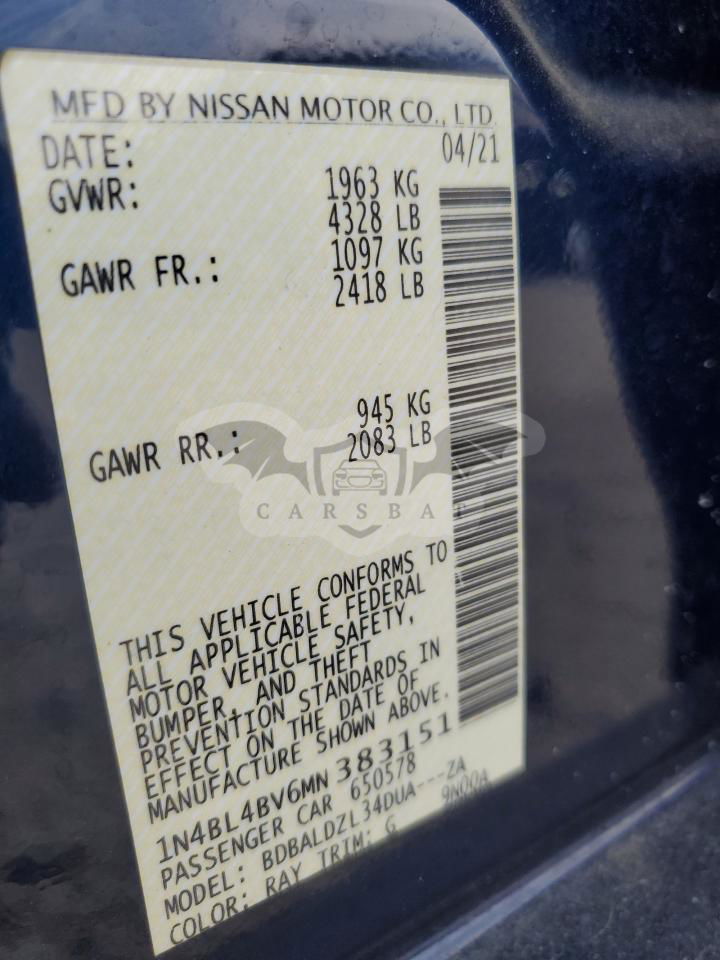 MFD BY NISSAN MOTOR CO., LTD.
DATE: 04/21
GVWR: 1963 KG
4328 LB
GAWR FR.: 1097 KG
2418 LB
GAWR RR.: 945 KG
2083 LB
CARSBAT
THIS VEHICLE CONFORMS TO
ALL APPLICABLE FEDERAL
MOTOR VEHICLE SAFETY,
BUMPER, AND THEFT
PREVENTION STANDARDS IN
EFFECT ON THE DATE OF
MANUFACTURE SHOWN ABOVE.
1N4BL4BV6MN383151
PASSENGER CAR 650578
MODEL: BDBALDZL34DUA---ZA
COLOR: RAY TRIM: G 9N00A